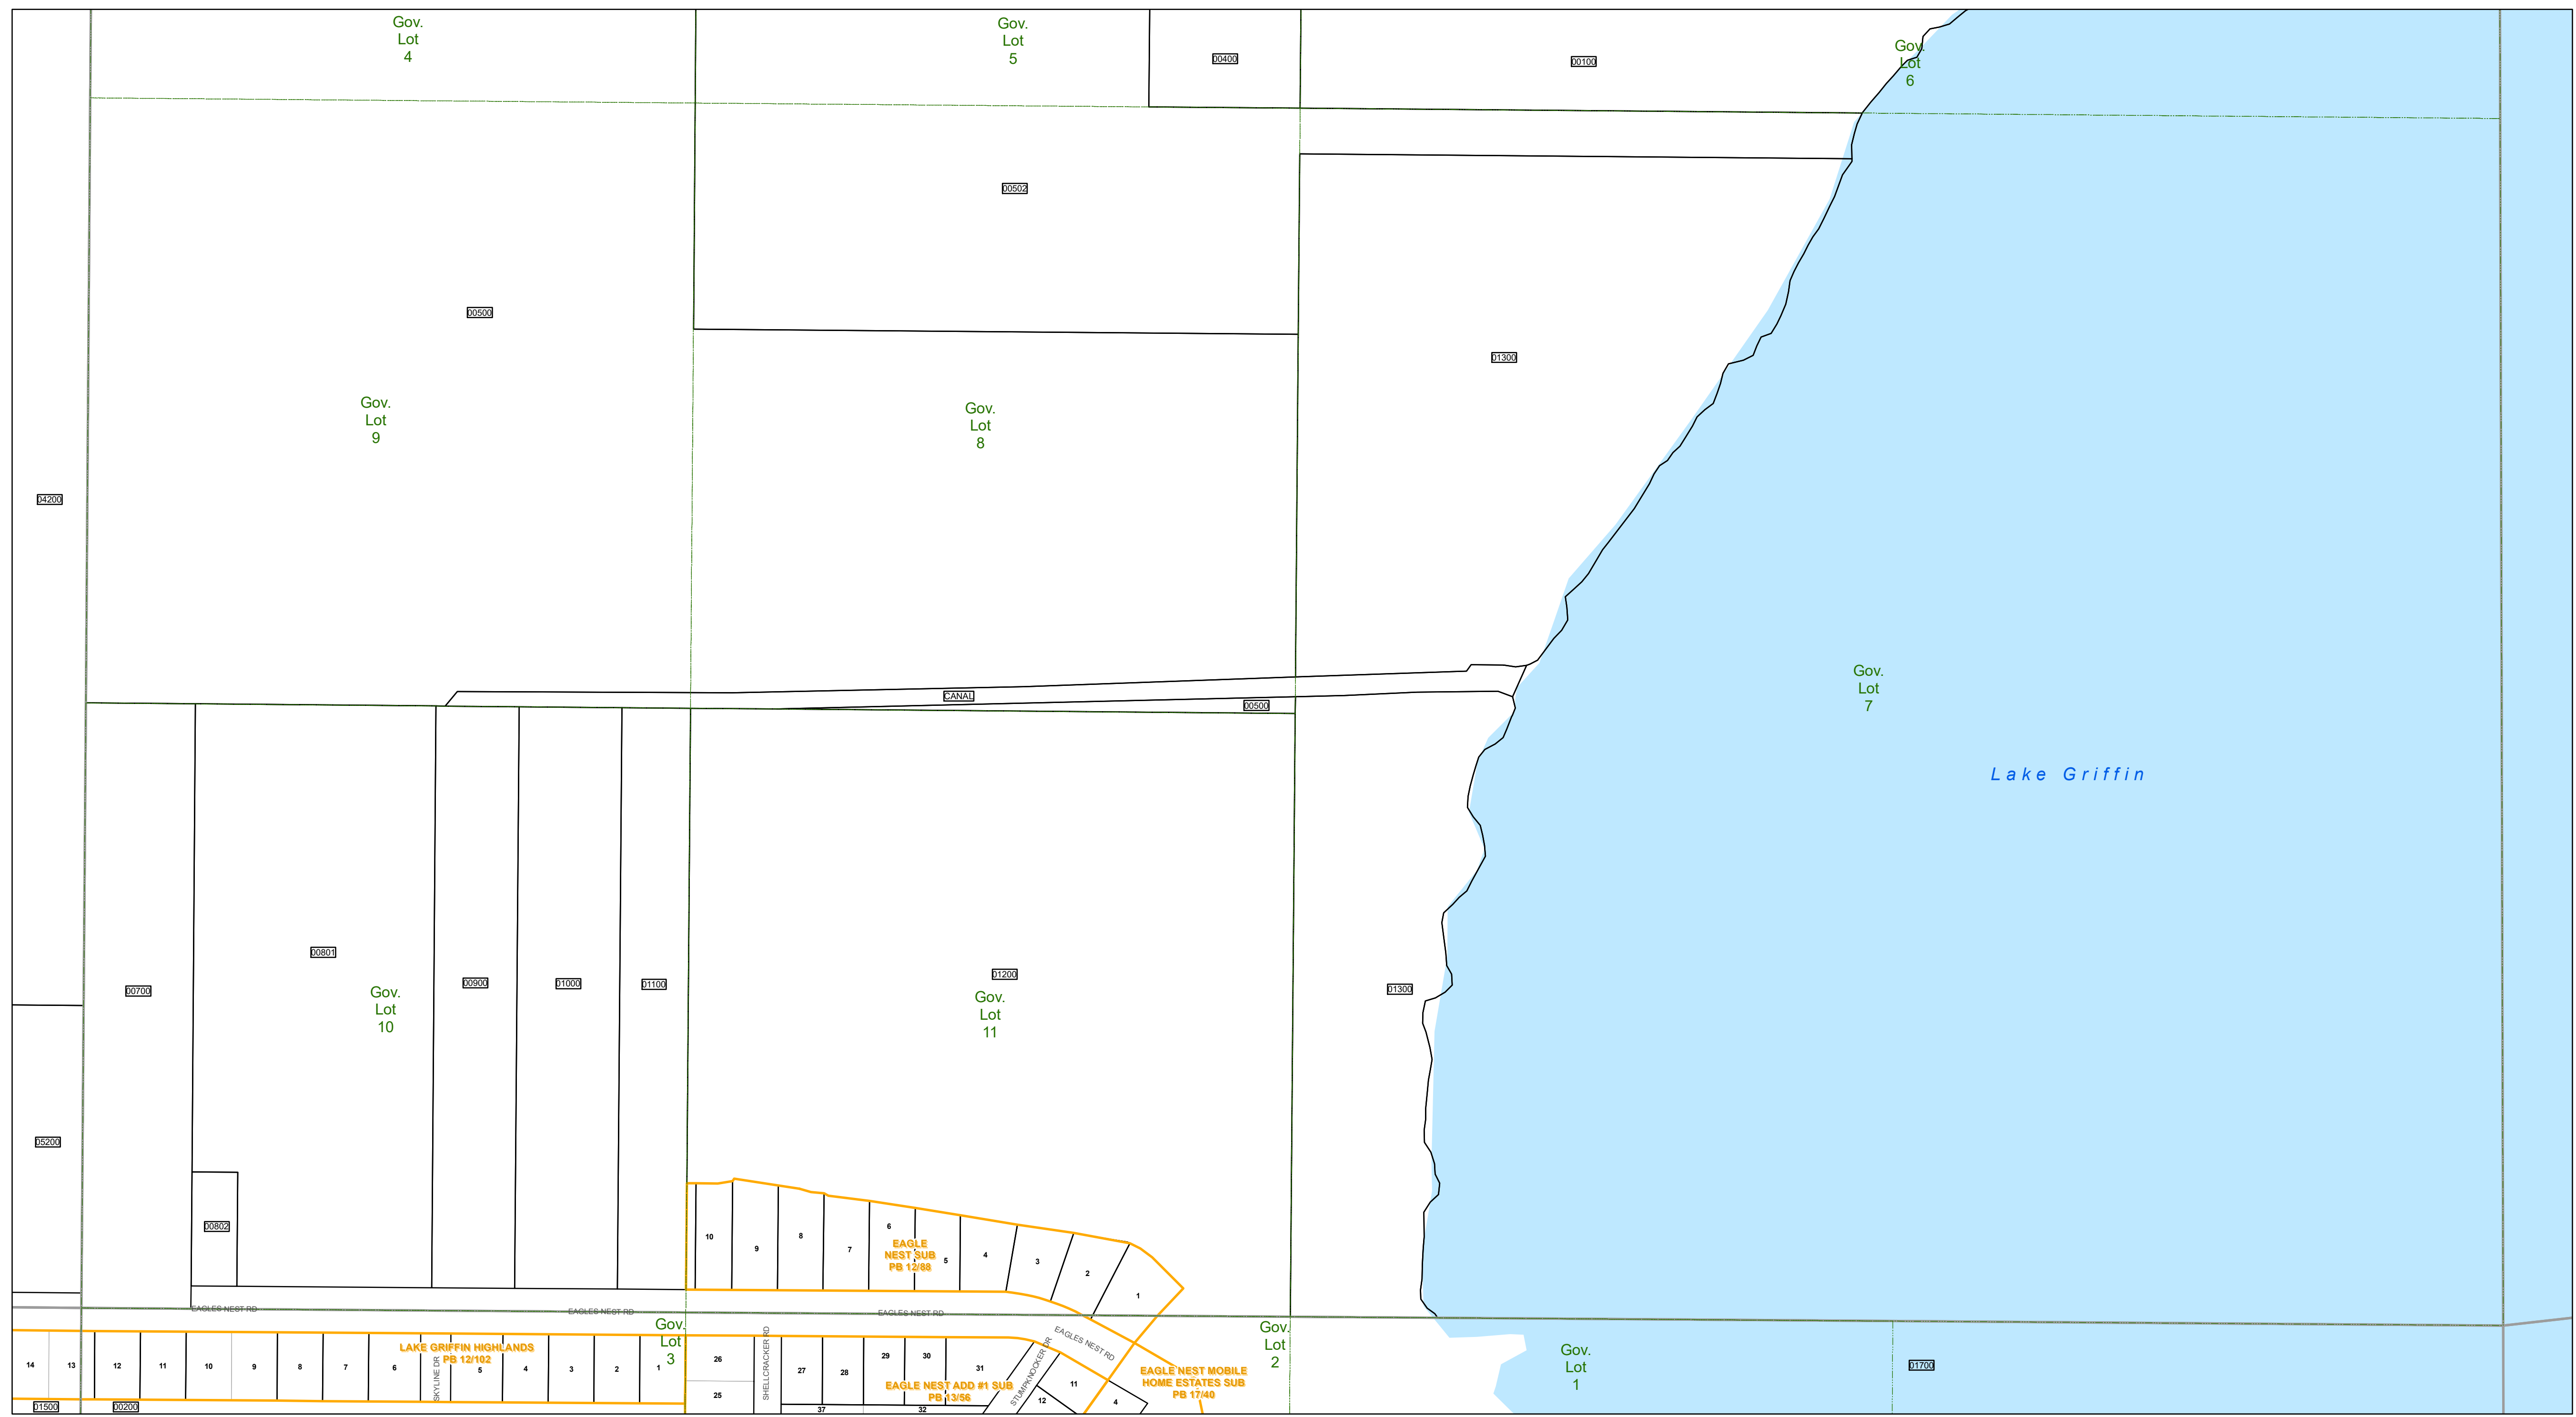 Gov.
Lot
4
Gov.
Lot
5
00400
00100
Gov.
Lot
6
00502
00500
01300
Gov.
Lot
9
Gov.
Lot
8
04200
CANAL
00500
Gov.
Lot
7
Lake Griffin
00801
00700
Gov.
Lot
10
00900
01000
01100
01200
Gov.
Lot
11
01300
05200
00802
10
9
8
7
6
EAGLE
NEST SUB
PB 12/88
5
4
3
2
1
EAGLES NEST RD
EAGLES NEST RD
EAGLES NEST RD
EAGLES NEST RD
Gov.
Lot
3
Gov.
Lot
2
Gov.
Lot
1
01700
14
13
12
11
10
9
8
7
6
SKYLINE DR
LAKE GRIFFIN HIGHLANDS
PB 12/102
5
4
3
2
1
26
25
SHELLCRACKER RD
27
28
29
30
31
EAGLE NEST ADD #1 SUB
PB 13/56
STUMPKNOCKER DR
11
12
4
EAGLE NEST MOBILE
HOME ESTATES SUB
PB 17/40
37
32
01500
00200